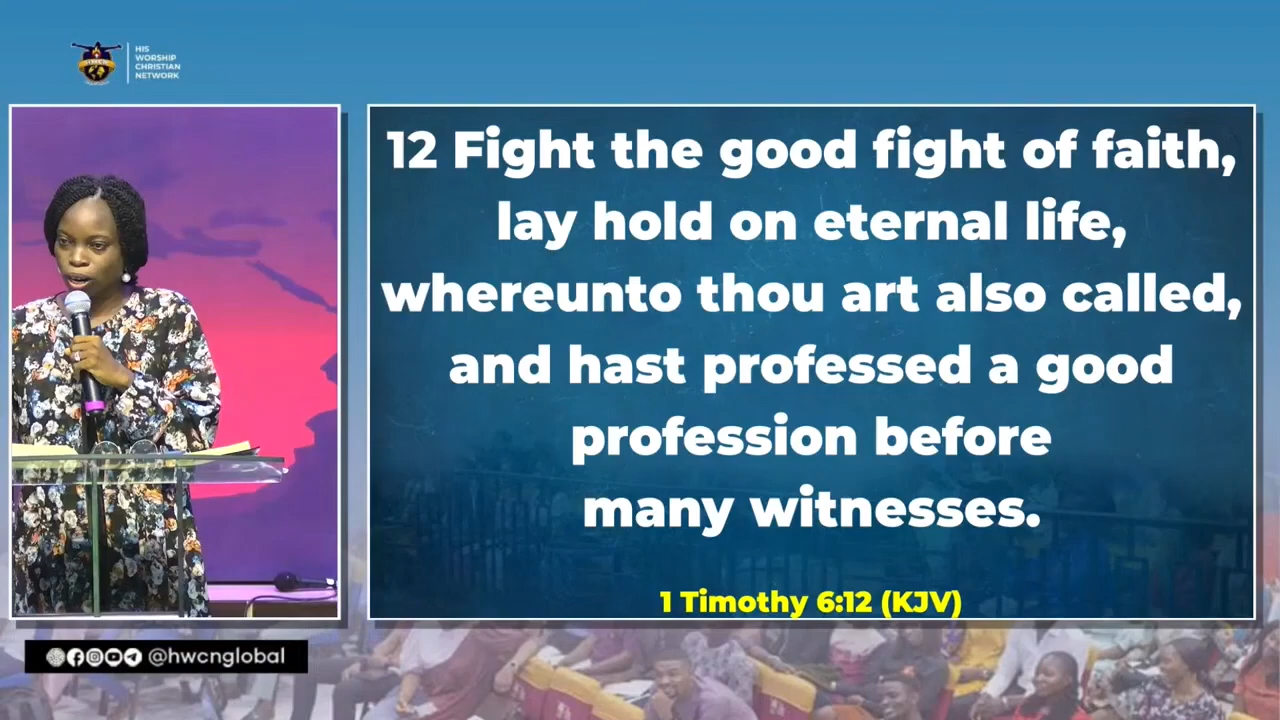 HIS
WORSHIP
CHRISTIAN
NETWORK
12 Fight the good fight of faith,
lay hold on eternal life,
whereunto thou art also called,
and hast professed a good
profession before
many witnesses.
1 Timothy 6:12 (KJV)
@hwcnglobal